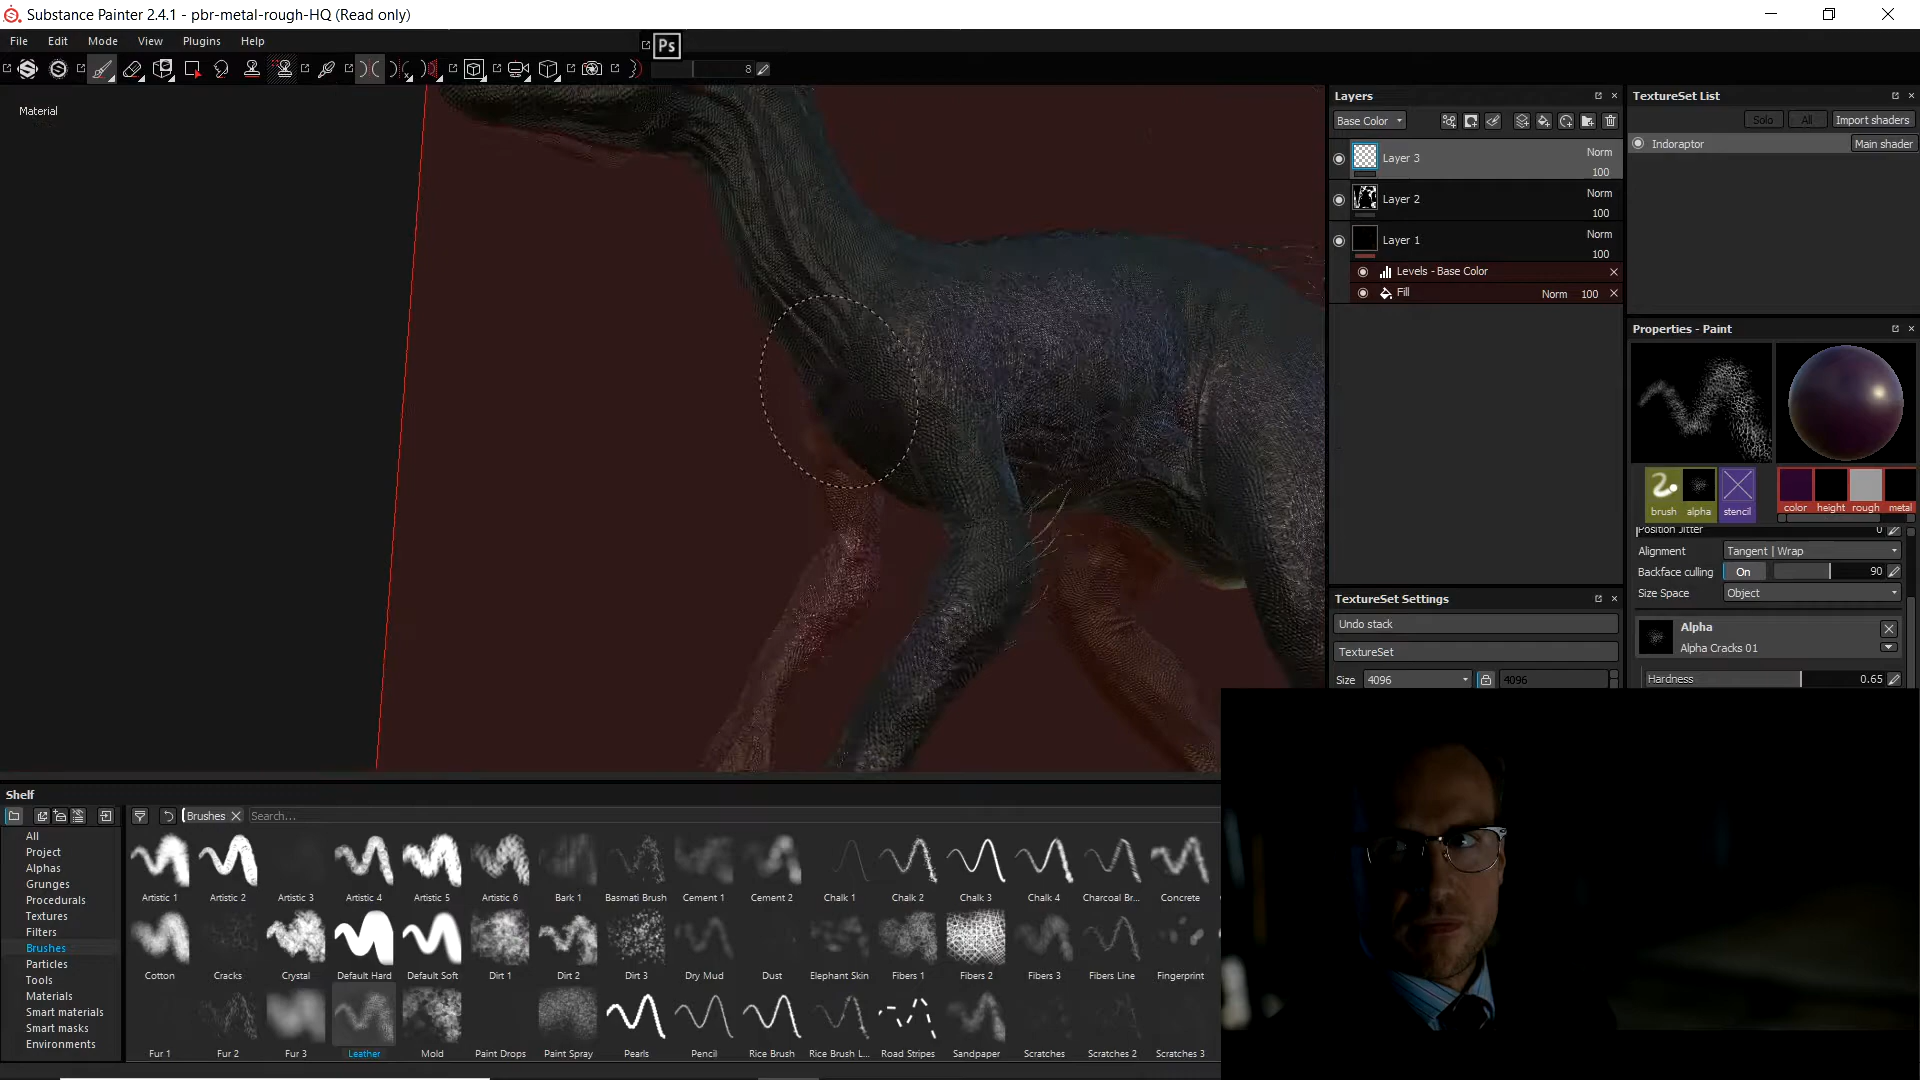 Substance Painter 2.4.1 - pbr-metal-rough-HQ (Read only)
File Edit Mode View Plugins Help
Ps
8
Material
Layers
Base Color
Layer 3 Norm 100
Layer 2 Norm 100
Layer 1 Norm 100
Levels - Base Color
Fill Norm 100
TextureSet List
Solo All Import shaders
Indoraptor Main shader
Properties - Paint
brush alpha stencil color height rough metal
Position Jitter 0
Alignment Tangent | Wrap
Backface culling On 90
Size Space Object
Alpha
Alpha Cracks 01
Hardness 0.65
TextureSet Settings
Undo stack
TextureSet
Size 4096 4096
Shelf
Brushes Search...
All
Project
Alphas
Grunges
Procedurals
Textures
Filters
Brushes
Particles
Tools
Materials
Smart materials
Smart masks
Environments
Artistic 1 Artistic 2 Artistic 3 Artistic 4 Artistic 5 Artistic 6 Bark 1 Basmati Brush Cement 1 Cement 2 Chalk 1 Chalk 2 Chalk 3 Chalk 4 Charcoal Br... Concrete
Cotton Cracks Crystal Default Hard Default Soft Dirt 1 Dirt 2 Dirt 3 Dry Mud Dust Elephant Skin Fibers 1 Fibers 2 Fibers 3 Fibers Line Fingerprint
Fur 1 Fur 2 Fur 3 Leather Mold Paint Drops Paint Spray Pearls Pencil Rice Brush Rice Brush L... Road Stripes Sandpaper Scratches Scratches 2 Scratches 3